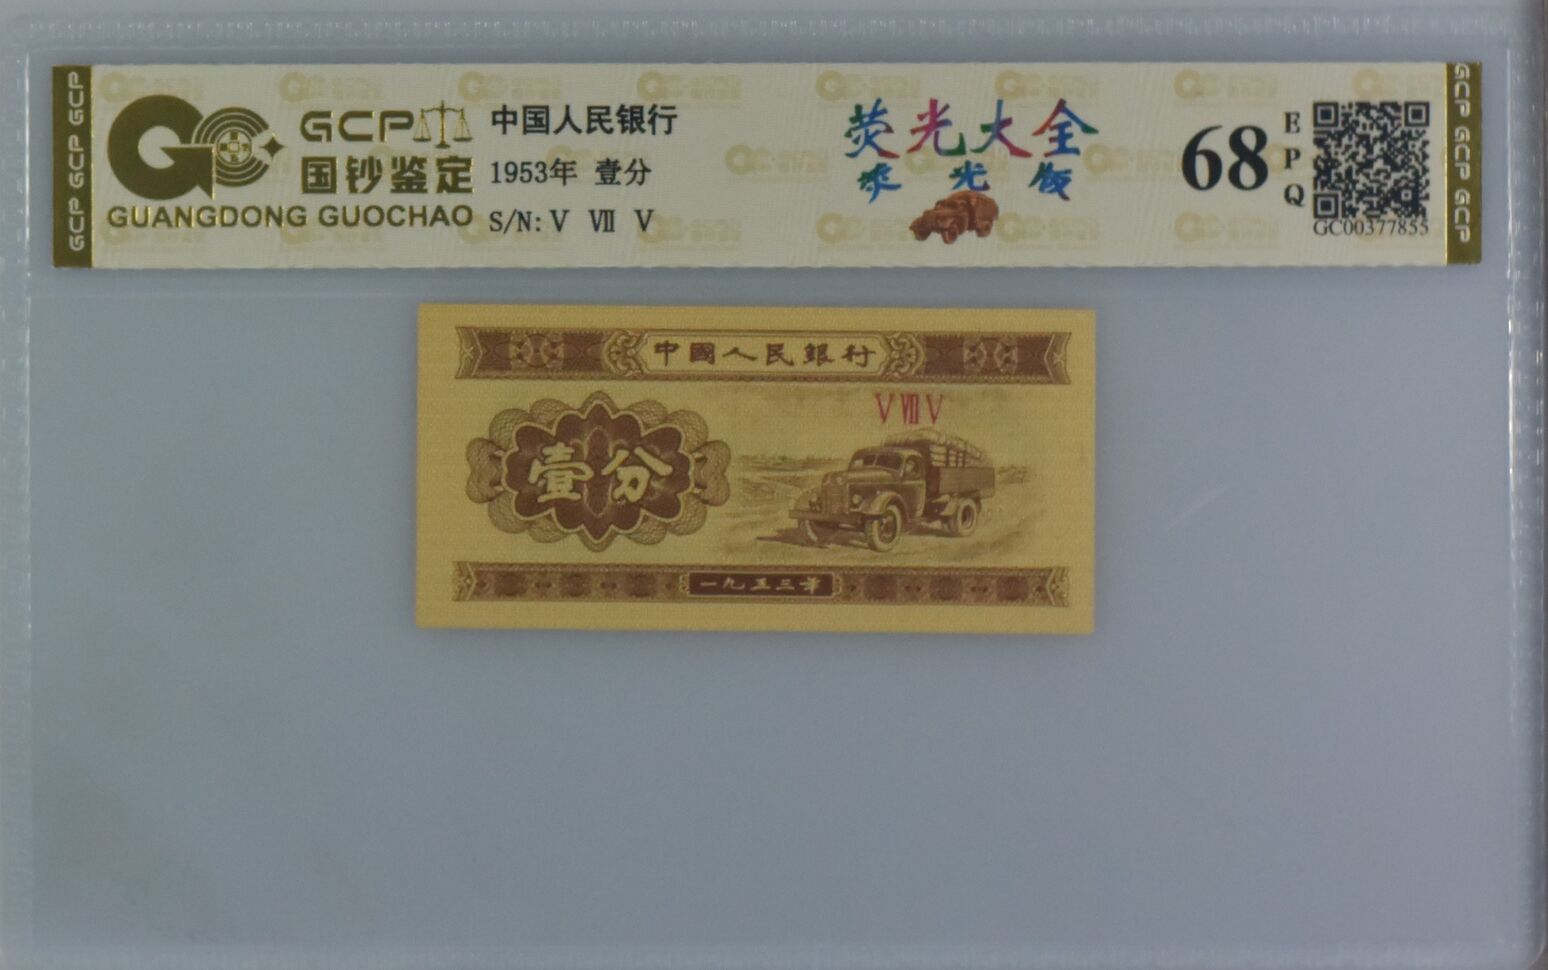 GCP GCP GCP
GCP
国钞鉴定
GUANGDONG GUOCHAO
中国人民银行
1953年 壹分
S/N: V Ⅶ V
荧光大全
光版
68
EPQ
GC00377855
GCP GCP GCP
中國人民銀行
V Ⅶ V
壹分
一九五三年